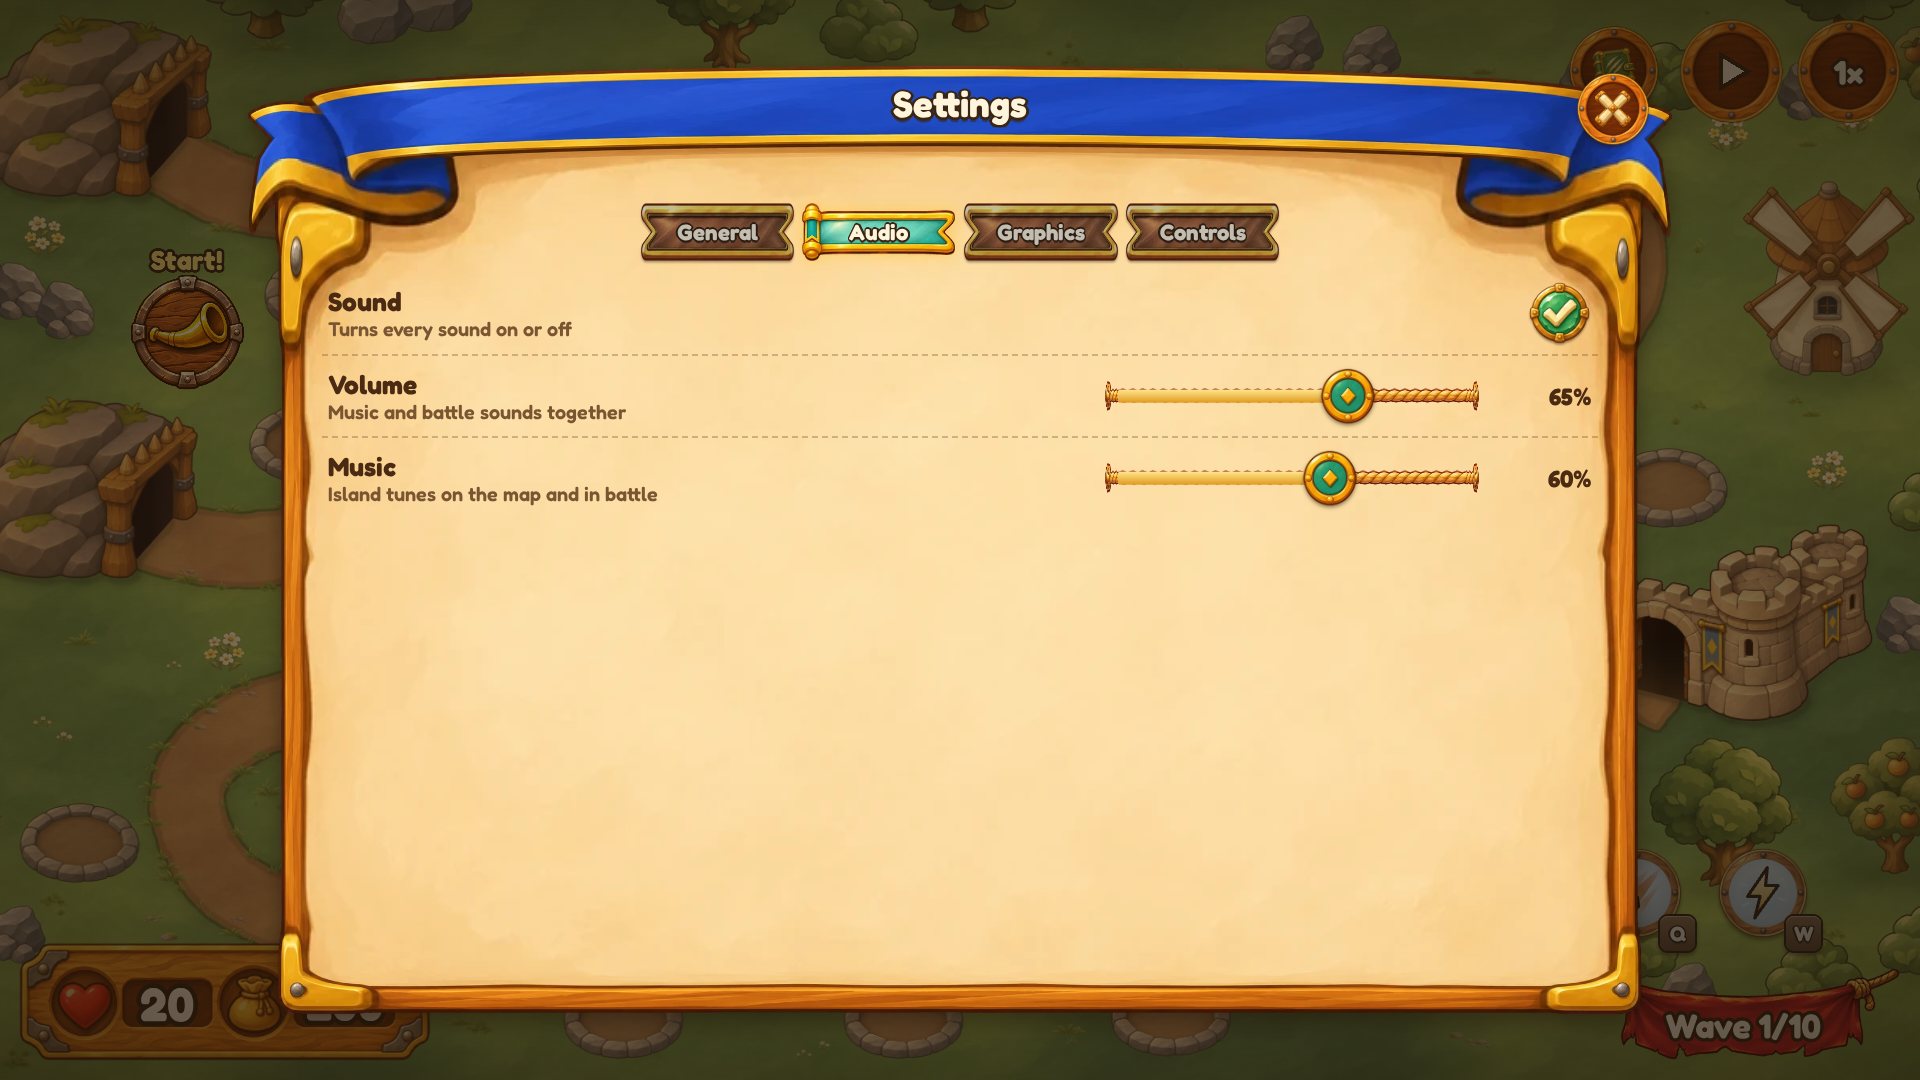 Settings
1x
General
Audio
Graphics
Controls
Start!
Sound
Turns every sound on or off
Volume
Music and battle sounds together
65%
Music
Island tunes on the map and in battle
60%
Q
W
20
Wave 1/10